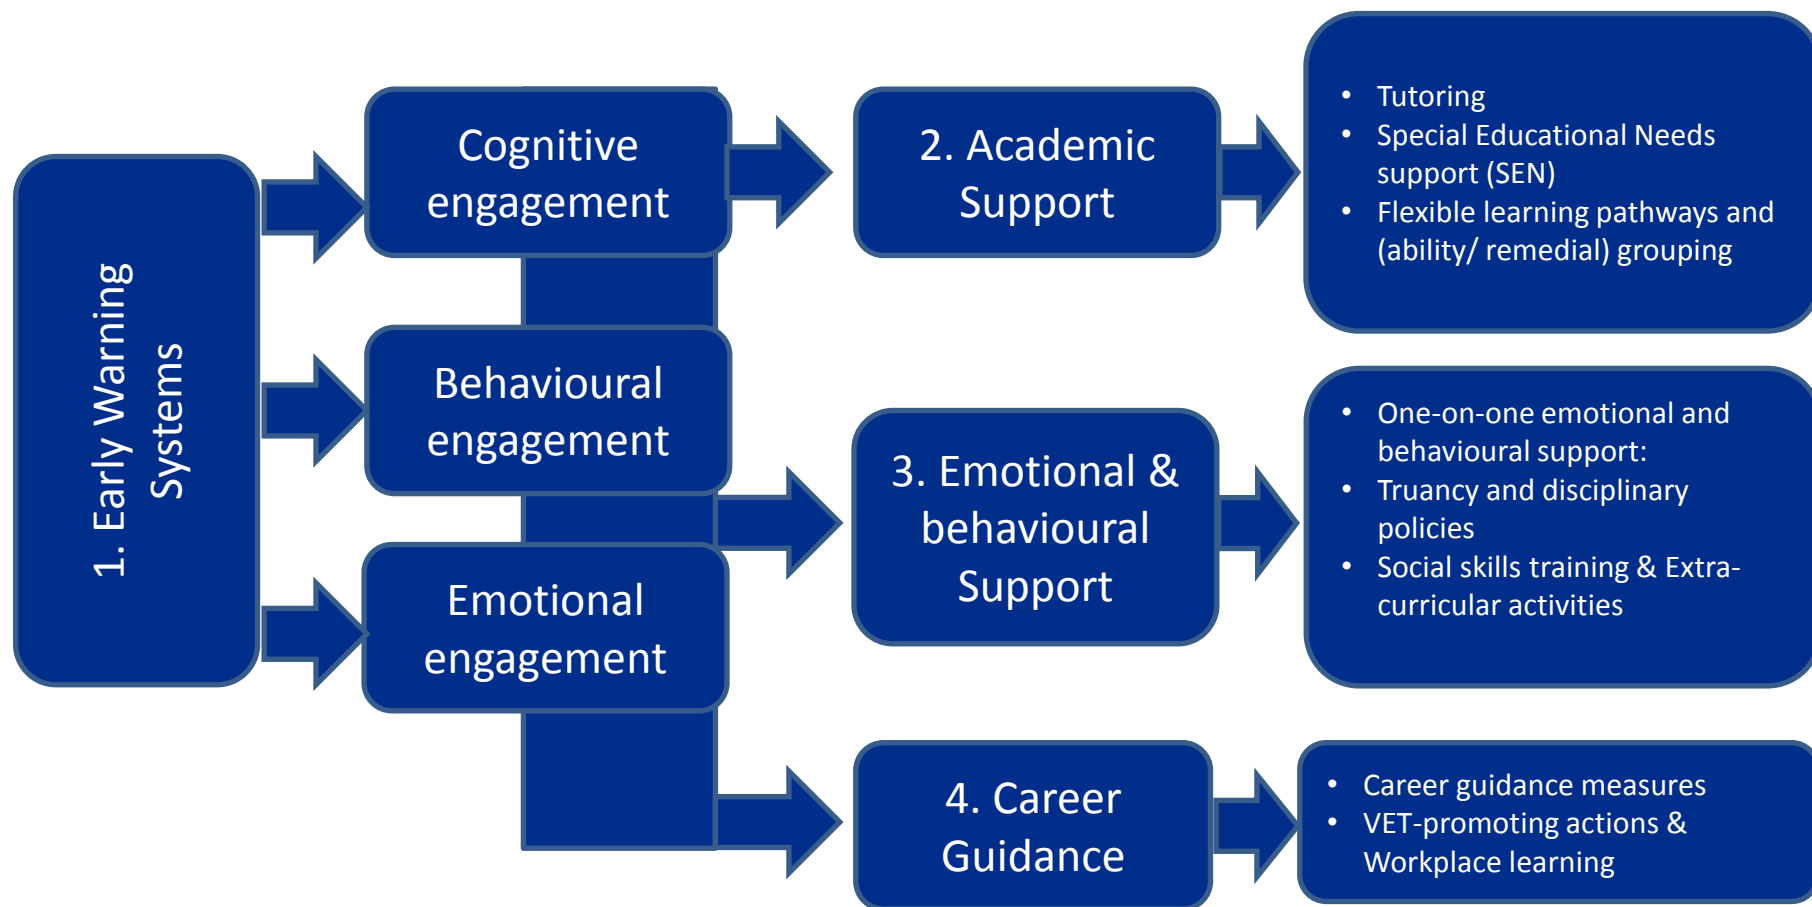 1. Early Warning
Systems
Cognitive
engagement
Behavioural
engagement
Emotional
engagement
2. Academic
Support
3. Emotional &
behavioural
Support
4. Career
Guidance
• Tutoring
• Special Educational Needs
support (SEN)
• Flexible learning pathways and
(ability/ remedial) grouping
• One-on-one emotional and
behavioural support:
• Truancy and disciplinary
policies
• Social skills training & Extra-
curricular activities
• Career guidance measures
• VET-promoting actions &
Workplace learning